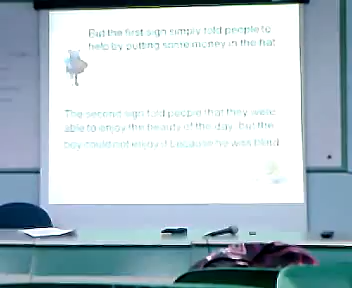 But the first sign simply told people to
help by putting some money in the hat
The second sign told people that they were
able to enjoy the beauty of the day, but the
boy could not enjoy it because he was blind